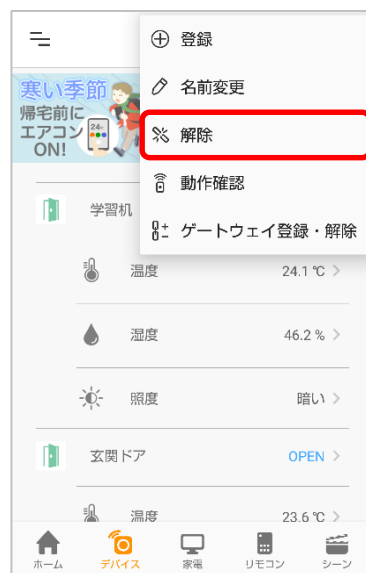 登録
名前変更
解除
動作確認
ゲートウェイ登録・解除
寒い季節
帰宅前に
エアコン
ON!
24℃
学習机
温度 24.1 ℃ >
湿度 46.2 % >
照度 暗い >
玄関ドア OPEN >
温度 23.6 ℃ >
ホーム デバイス 家電 リモコン シーン